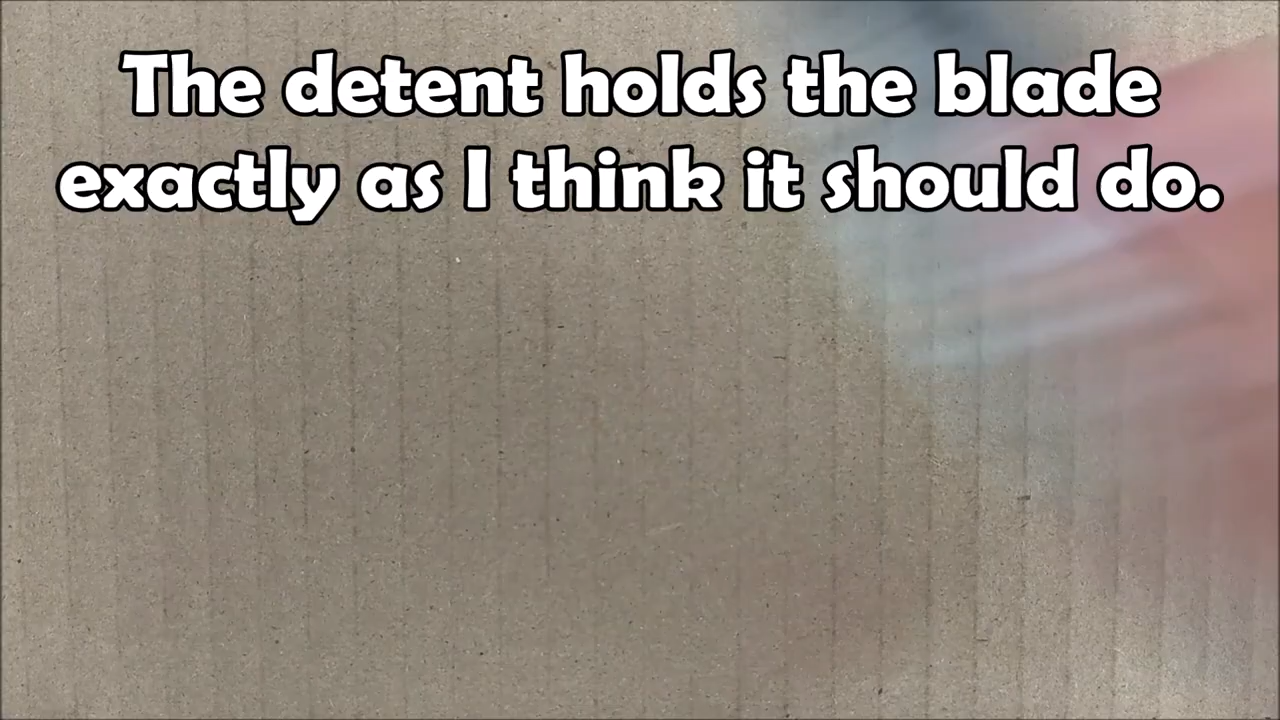 The detent holds the blade
exactly as I think it should do.